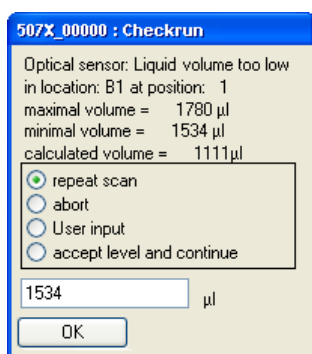 507X_00000 : Checkrun
Optical sensor: Liquid volume too low
in location: B1 at position: 1
maximal volume = 1780 µl
minimal volume = 1534 µl
calculated volume = 1111µl
repeat scan
abort
User input
accept level and continue
1534 µl
OK